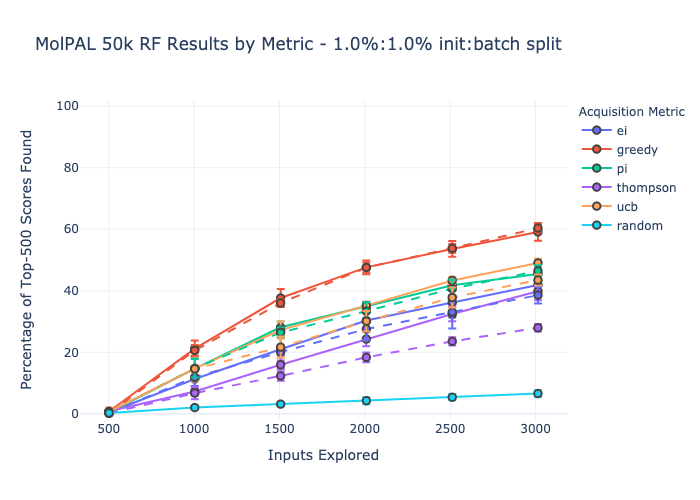 MolPAL 50k RF Results by Metric - 1.0%:1.0% init:batch split
Percentage of Top-500 Scores Found
100
80
60
40
20
0
500
1000
1500
2000
2500
3000
Inputs Explored
Acquisition Metric
ei
greedy
pi
thompson
ucb
random